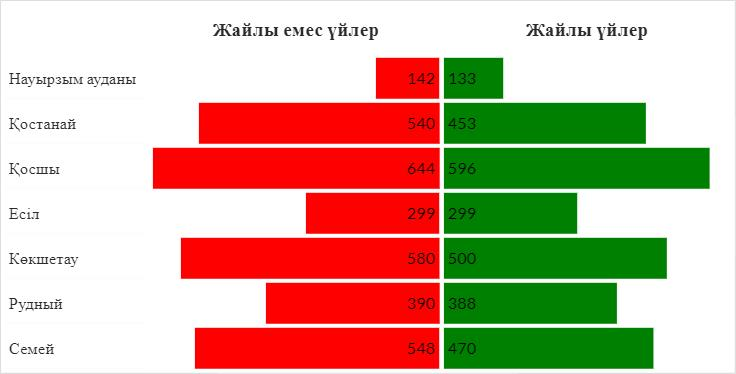 Жайлы емес үйлер Жайлы үйлер
Науырзым ауданы 142 133
Қостанай 540 453
Қосшы 644 596
Есіл 299 299
Көкшетау 580 500
Рудный 390 388
Семей 548 470